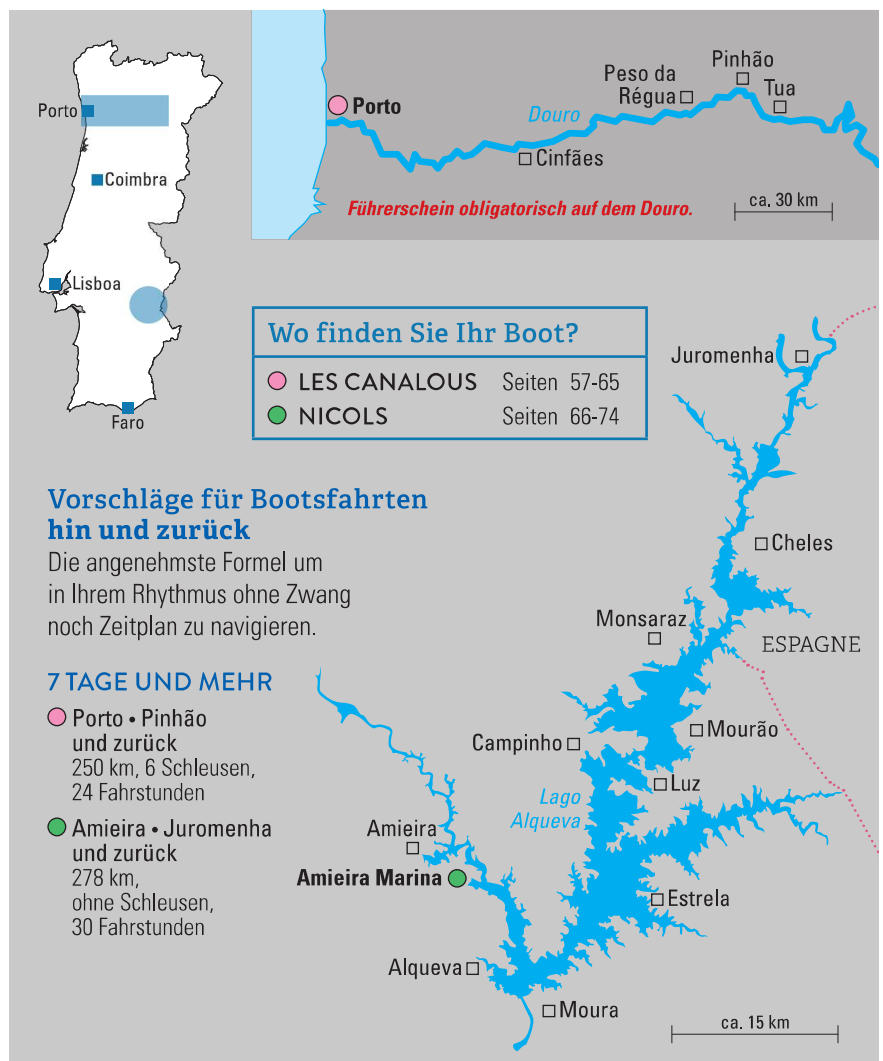 Porto
Coimbra
Lisboa
Faro
Porto
Douro
Cinfães
Peso da
Régua
Pinhão
Tua
Führerschein obligatorisch auf dem Douro.
ca. 30 km
Wo finden Sie Ihr Boot?
LES CANALOUS Seiten 57-65
NICOLS Seiten 66-74
Vorschläge für Bootsfahrten
hin und zurück
Die angenehmste Formel um
in Ihrem Rhythmus ohne Zwang
noch Zeitplan zu navigieren.
7 TAGE UND MEHR
Porto • Pinhão
und zurück
250 km, 6 Schleusen,
24 Fahrstunden
Amieira • Juromenha
und zurück
278 km,
ohne Schleusen,
30 Fahrstunden
Juromenha
Cheles
Monsaraz
ESPAGNE
Mourão
Campinho
Luz
Lago
Alqueva
Amieira
Amieira Marina
Estrela
Alqueva
Moura
ca. 15 km